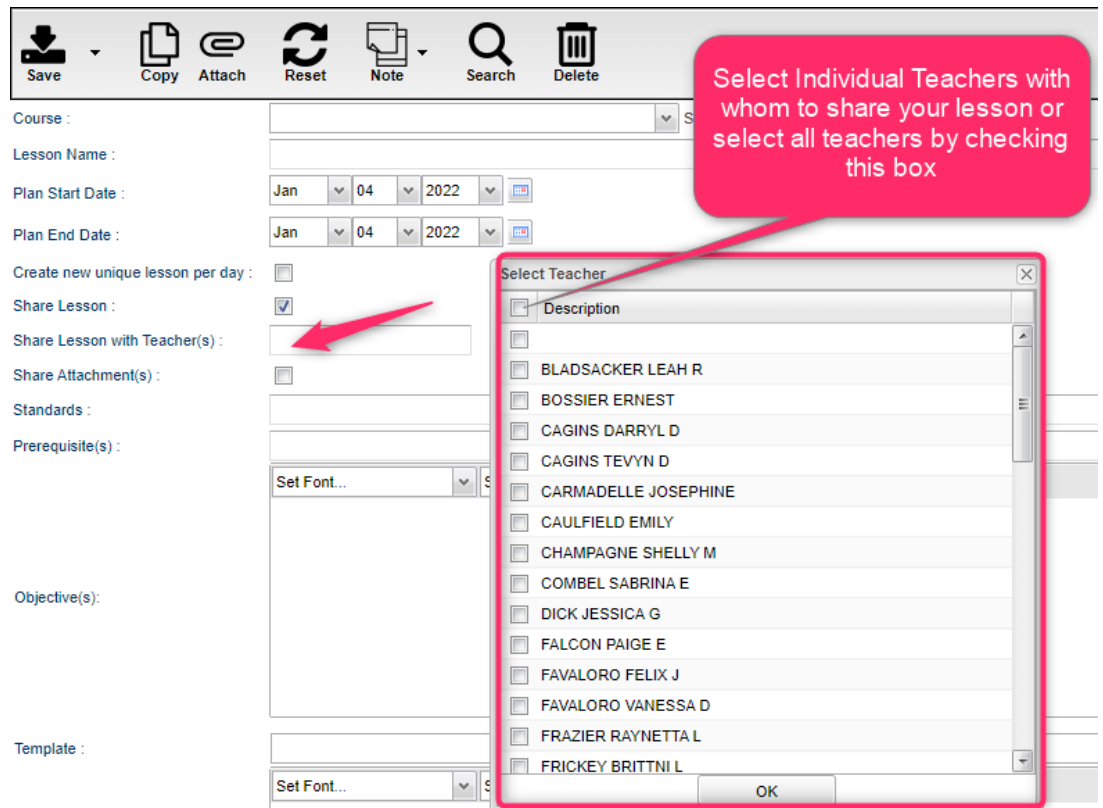 Save
Copy
Attach
Reset
Note
Search
Delete
Select Individual Teachers with
whom to share your lesson or
select all teachers by checking
this box
Course :
Lesson Name :
Plan Start Date :
Jan 04 2022
Plan End Date :
Jan 04 2022
Create new unique lesson per day :
Share Lesson :
Share Lesson with Teacher(s) :
Share Attachment(s) :
Standards :
Prerequisite(s) :
Set Font...
Objective(s):
Template :
Set Font...
Select Teacher
Description
BLADSACKER LEAH R
BOSSIER ERNEST
CAGINS DARRYL D
CAGINS TEVYN D
CARMADELLE JOSEPHINE
CAULFIELD EMILY
CHAMPAGNE SHELLY M
COMBEL SABRINA E
DICK JESSICA G
FALCON PAIGE E
FAVALORO FELIX J
FAVALORO VANESSA D
FRAZIER RAYNETTA L
FRICKEY BRITTNI L
OK